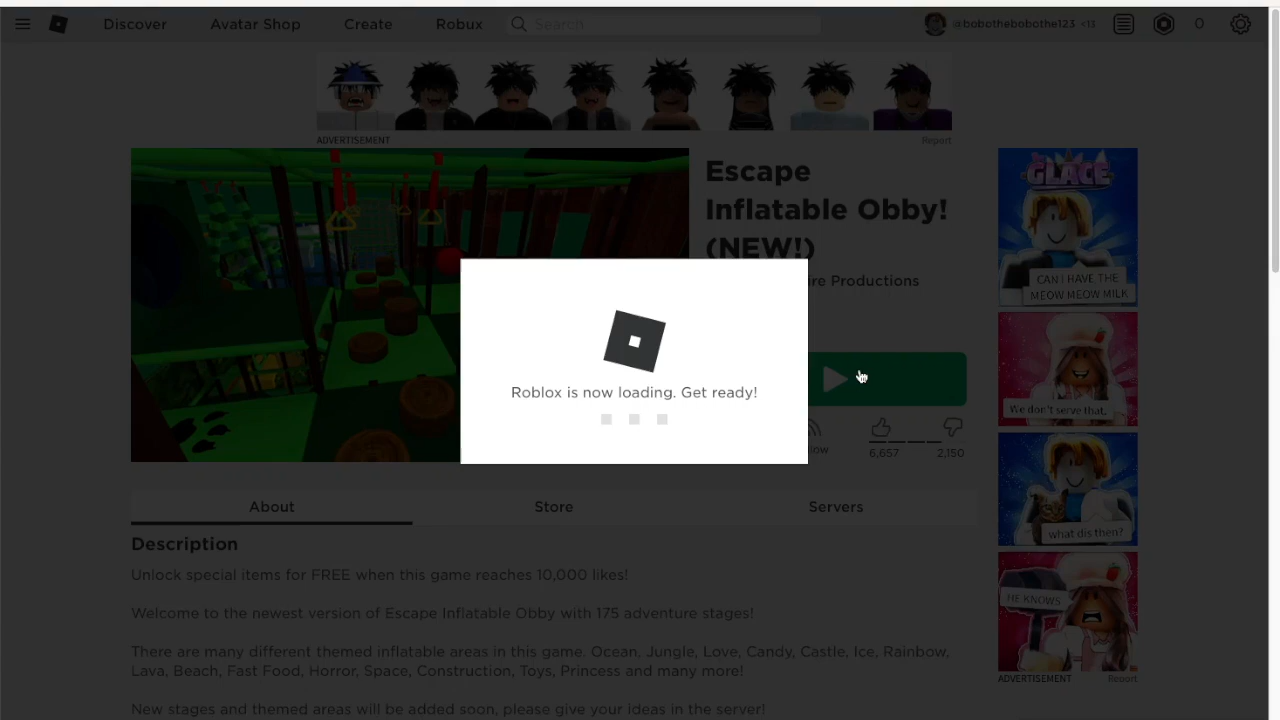 Discover Avatar Shop Create Robux Search @bobothebobothe123 <13 0
ADVERTISEMENT Report
Escape
Inflatable Obby!
(NEW!)
re Productions
Roblox is now loading. Get ready!
6,657 2,150
About Store Servers
Description
Unlock special items for FREE when this game reaches 10,000 likes!
Welcome to the newest version of Escape Inflatable Obby with 175 adventure stages!
There are many different themed inflatable areas in this game. Ocean, Jungle, Love, Candy, Castle, Ice, Rainbow,
Lava, Beach, Fast Food, Horror, Space, Construction, Toys, Princess and many more!
New stages and themed areas will be added soon, please give your ideas in the server!
GLACE
CAN I HAVE THE
MEOW MEOW MILK
We don't serve that.
what dis then?
HE KNOWS
ADVERTISEMENT Report